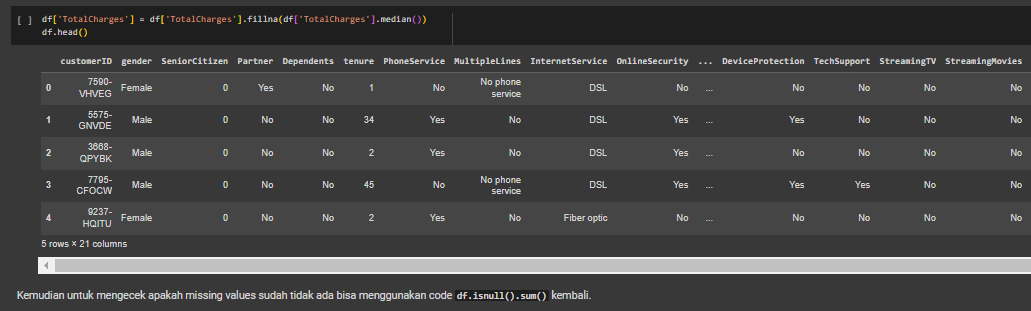 [ ] df['TotalCharges'] = df['TotalCharges'].fillna(df['TotalCharges'].median())
df.head()
customerID gender SeniorCitizen Partner Dependents tenure PhoneService MultipleLines InternetService OnlineSecurity ... DeviceProtection TechSupport StreamingTV StreamingMovies
0 7590-VHVEG Female 0 Yes No 1 No No phone service DSL No ... No No No No
1 5575-GNVDE Male 0 No No 34 Yes No DSL Yes ... Yes No No No
2 3668-QPYBK Male 0 No No 2 Yes No DSL Yes ... No No No No
3 7795-CFOCW Male 0 No No 45 No No phone service DSL Yes ... Yes Yes No No
4 9237-HQITU Female 0 No No 2 Yes No Fiber optic No ... No No No No
5 rows × 21 columns
Kemudian untuk mengecek apakah missing values sudah tidak ada bisa menggunakan code df.isnull().sum() kembali.